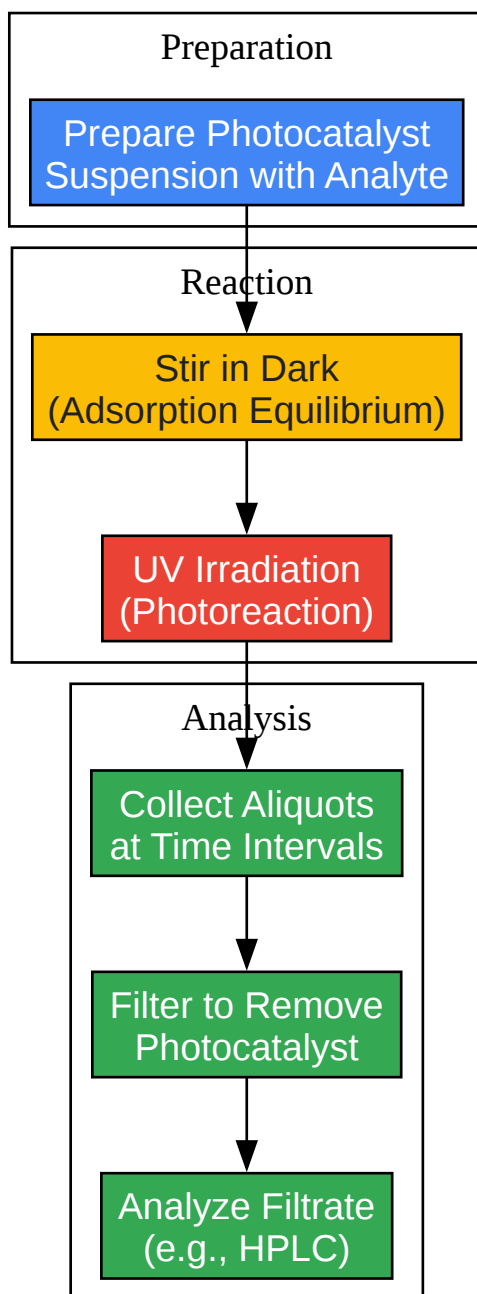 Preparation
Prepare Photocatalyst
Suspension with Analyte
Reaction
Stir in Dark
(Adsorption Equilibrium)
UV Irradiation
(Photoreaction)
Analysis
Collect Aliquots
at Time Intervals
Filter to Remove
Photocatalyst
Analyze Filtrate
(e.g., HPLC)